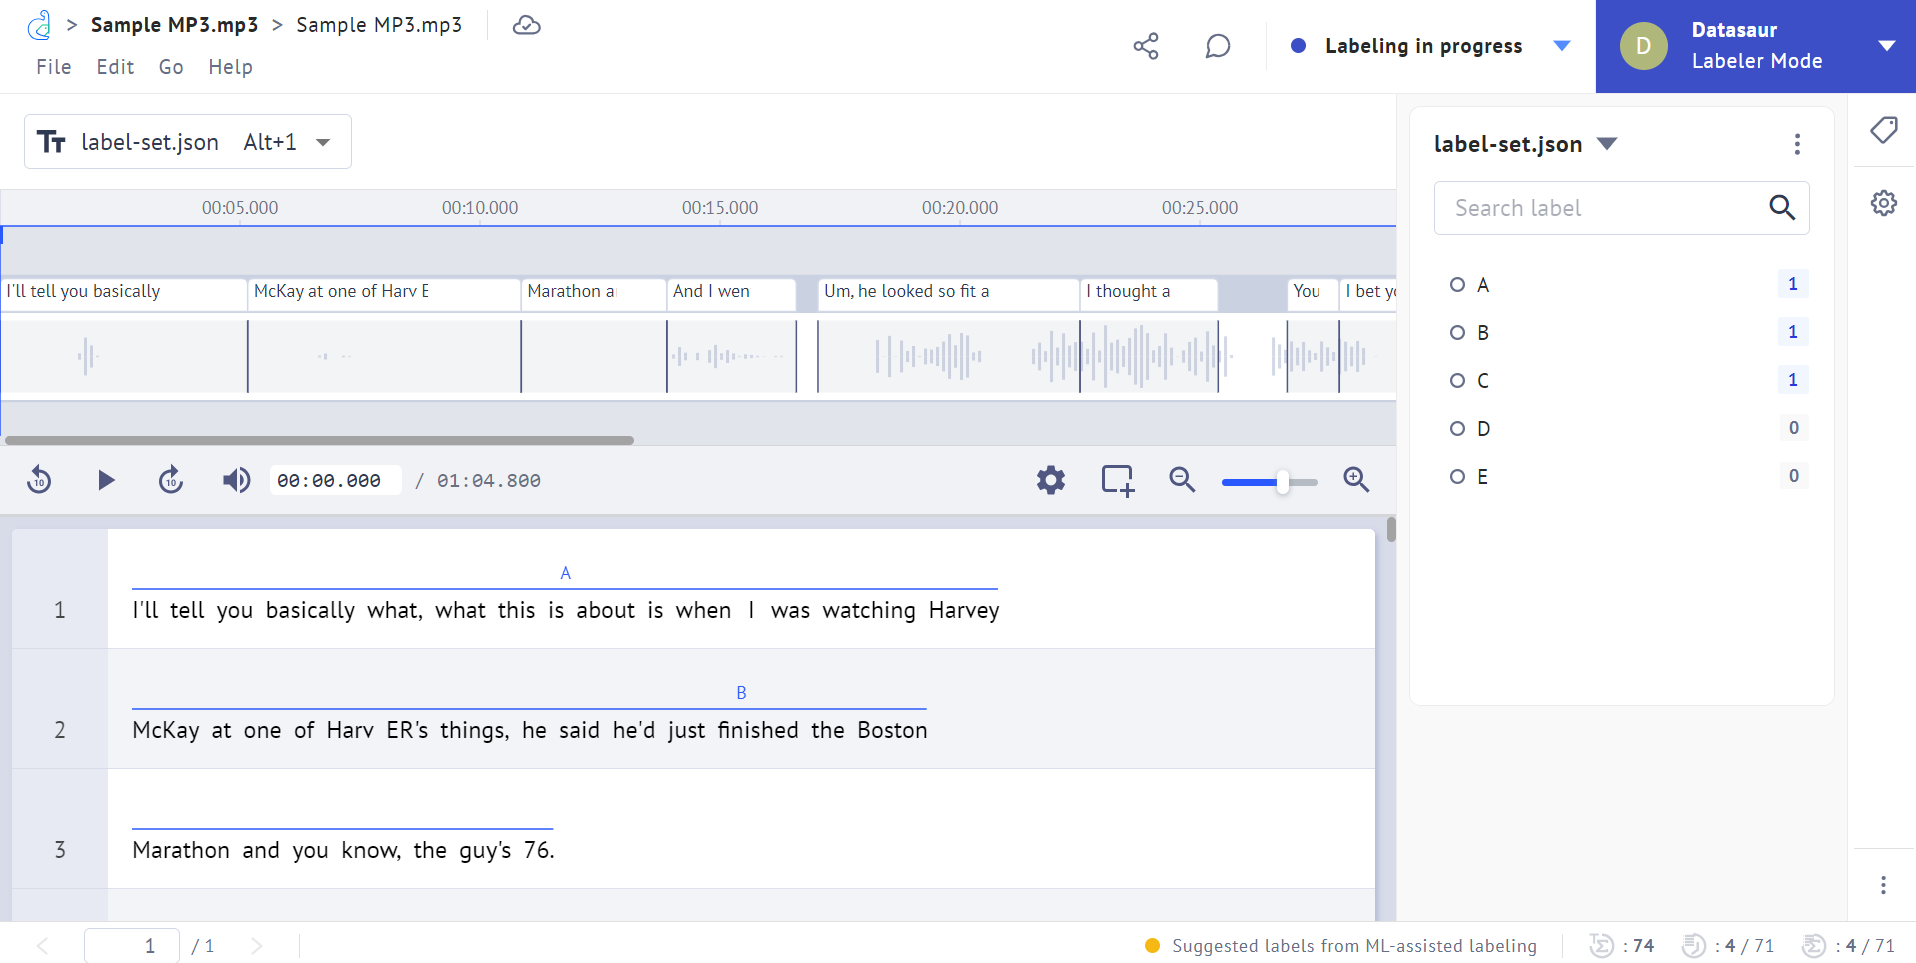 > Sample MP3.mp3 > Sample MP3.mp3
File Edit Go Help
Labeling in progress
D
Datasaur
Labeler Mode
label-set.json Alt+1
00:05.000 00:10.000 00:15.000 00:20.000 00:25.000
I'll tell you basically McKay at one of Harv E Marathon a And I wen Um, he looked so fit a I thought a You I bet yo
10 10 00:00.000 / 01:04.800
A
1 I'll tell you basically what, what this is about is when I was watching Harvey
B
2 McKay at one of Harv ER's things, he said he'd just finished the Boston
3 Marathon and you know, the guy's 76.
label-set.json
Search label
A 1
B 1
C 1
D 0
E 0
1 / 1
Suggested labels from ML-assisted labeling : 74 : 4 / 71 : 4 / 71